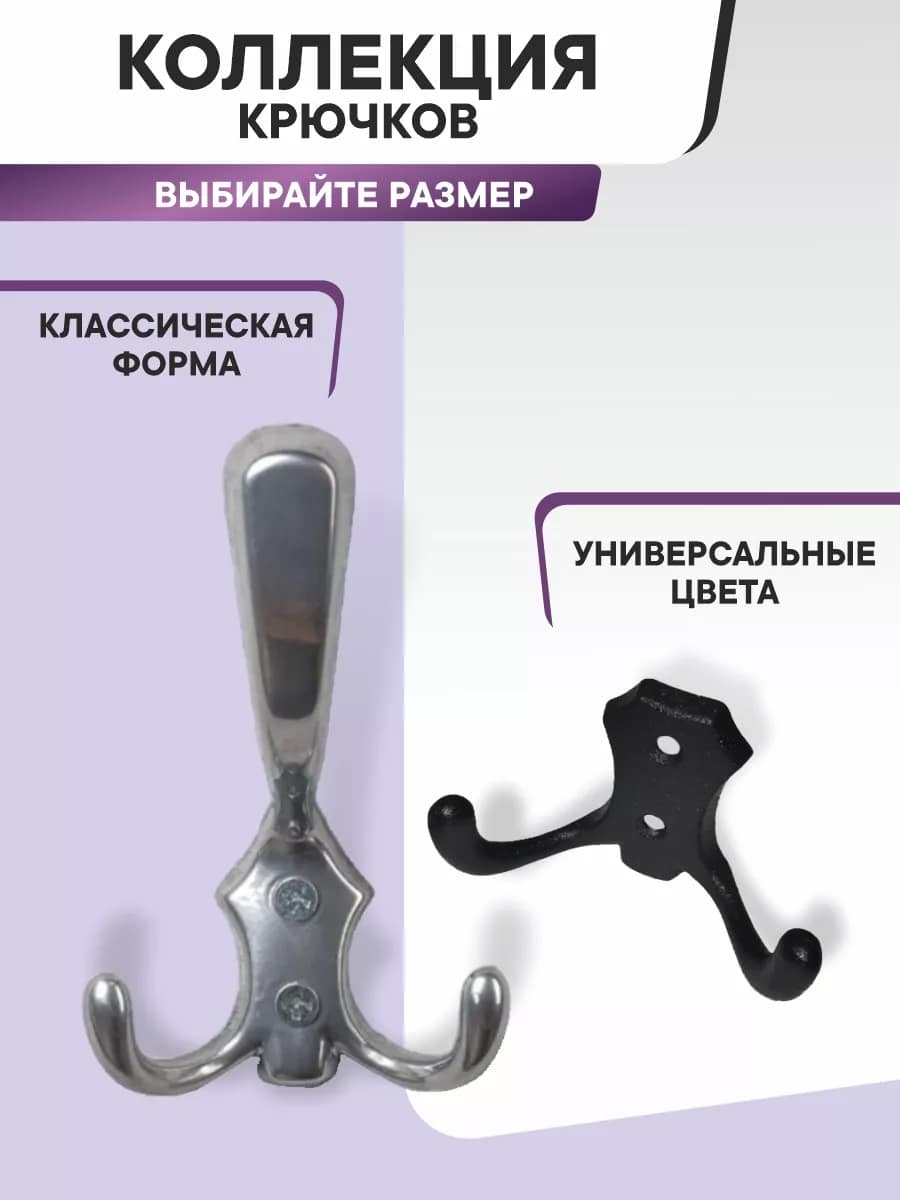 КОЛЛЕКЦИЯ
КРЮЧКОВ
ВЫБИРАЙТЕ РАЗМЕР
КЛАССИЧЕСКАЯ
ФОРМА
УНИВЕРСАЛЬНЫЕ
ЦВЕТА